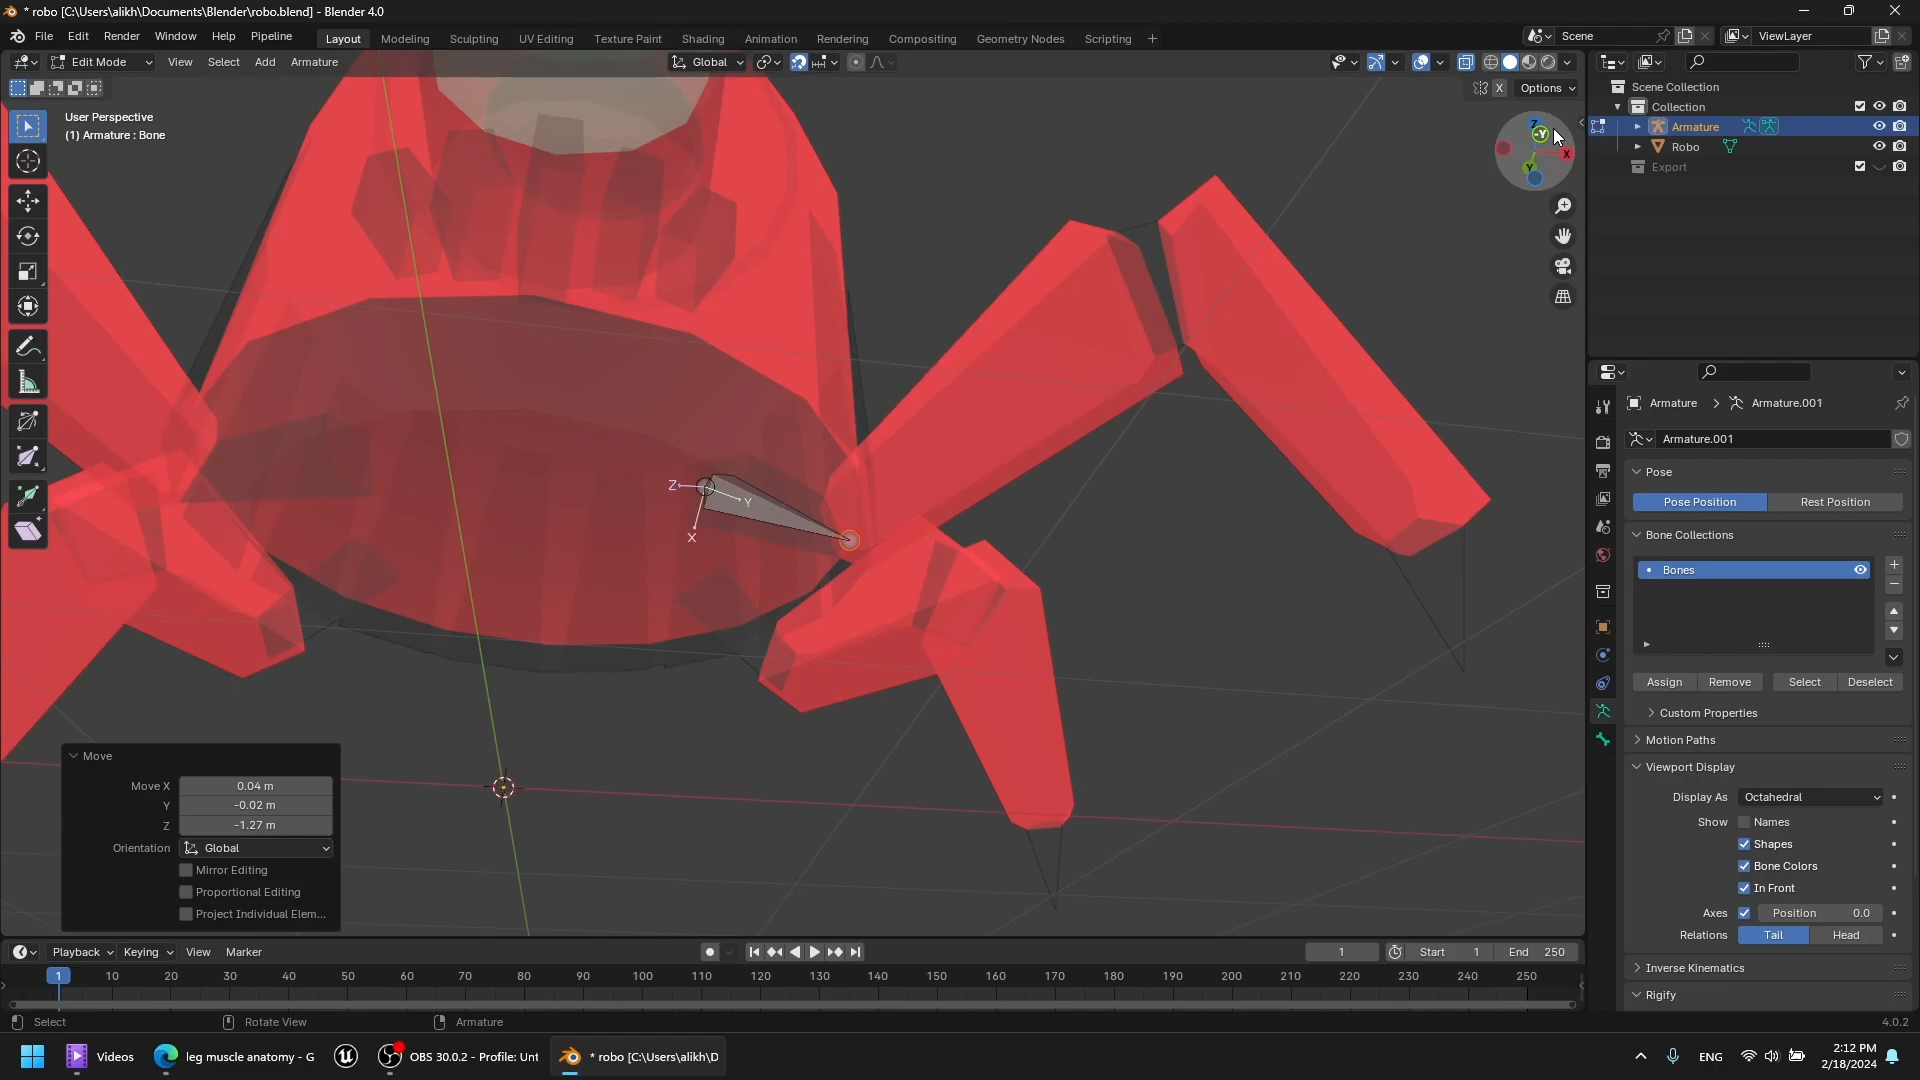 * robo [C:\Users\alikh\Documents\Blender\robo.blend] - Blender 4.0
File Edit Render Window Help Pipeline Layout Modeling Sculpting UV Editing Texture Paint Shading Animation Rendering Compositing Geometry Nodes Scripting + Scene ViewLayer
Edit Mode View Select Add Armature Global
X Options
User Perspective
(1) Armature : Bone
Z
-Y
X
Y
Scene Collection
Collection
Armature
Robo
Export
Z
Y
X
Armature > Armature.001
Armature.001
Pose
Pose Position Rest Position
Bone Collections
Bones
Assign Remove Select Deselect
Custom Properties
Motion Paths
Viewport Display
Display As Octahedral
Show Names
Shapes
Bone Colors
In Front
Axes Position 0.0
Relations Tail Head
Inverse Kinematics
Rigify
Move
Move X 0.04 m
Y -0.02 m
Z -1.27 m
Orientation Global
Mirror Editing
Proportional Editing
Project Individual Elem...
Playback Keying View Marker 1 Start 1 End 250
1 10 20 30 40 50 60 70 80 90 100 110 120 130 140 150 160 170 180 190 200 210 220 230 240 250
Select Rotate View Armature 4.0.2
Videos leg muscle anatomy - G OBS 30.0.2 - Profile: Unt * robo [C:\Users\alikh\D ENG 2:12 PM
2/18/2024